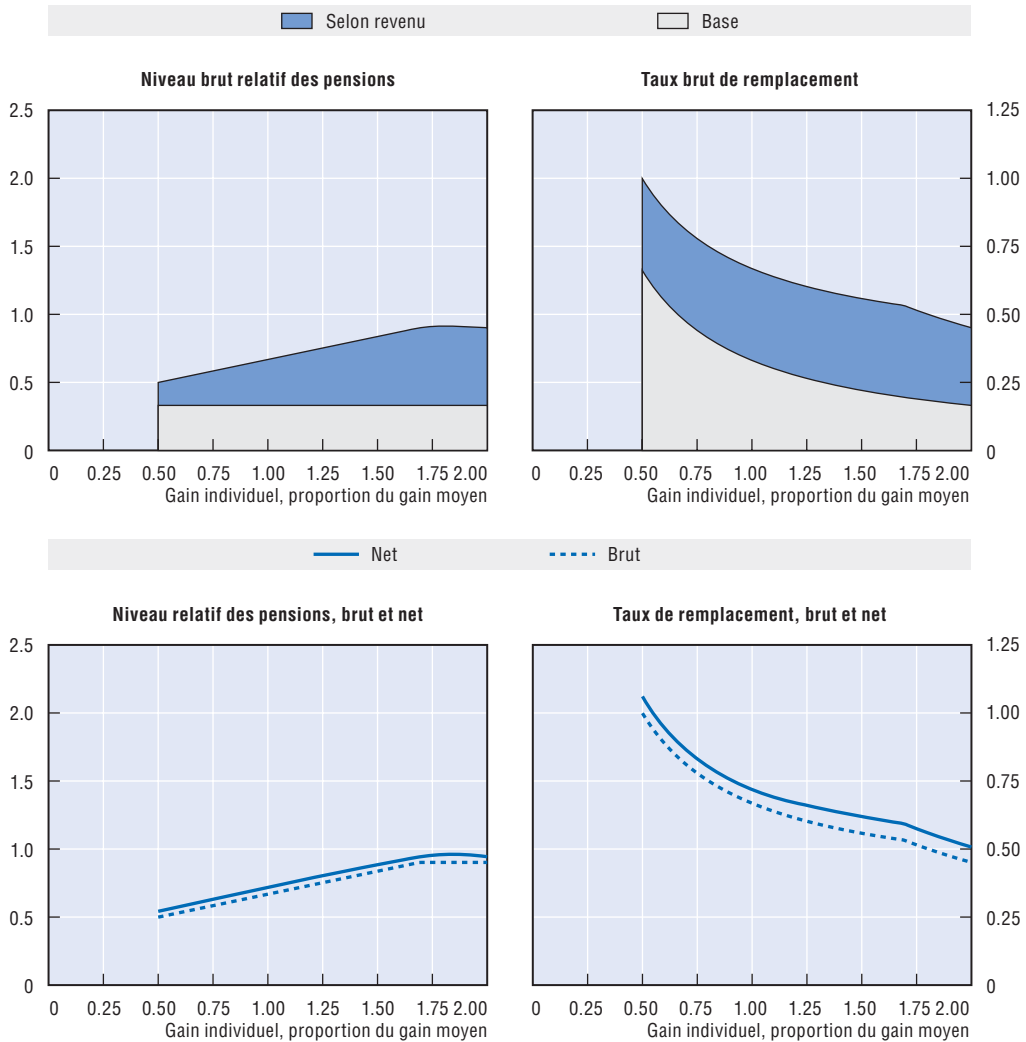 Selon revenu Base
Niveau brut relatif des pensions
2.5
2.0
1.5
1.0
0.5
0
0 0.25 0.50 0.75 1.00 1.25 1.50 1.75 2.00
Gain individuel, proportion du gain moyen
Taux brut de remplacement
1.25
1.00
0.75
0.50
0.25
0
0 0.25 0.50 0.75 1.00 1.25 1.50 1.75 2.00
Gain individuel, proportion du gain moyen
Net Brut
Niveau relatif des pensions, brut et net
2.5
2.0
1.5
1.0
0.5
0
0 0.25 0.50 0.75 1.00 1.25 1.50 1.75 2.00
Gain individuel, proportion du gain moyen
Taux de remplacement, brut et net
1.25
1.00
0.75
0.50
0.25
0
0 0.25 0.50 0.75 1.00 1.25 1.50 1.75 2.00
Gain individuel, proportion du gain moyen